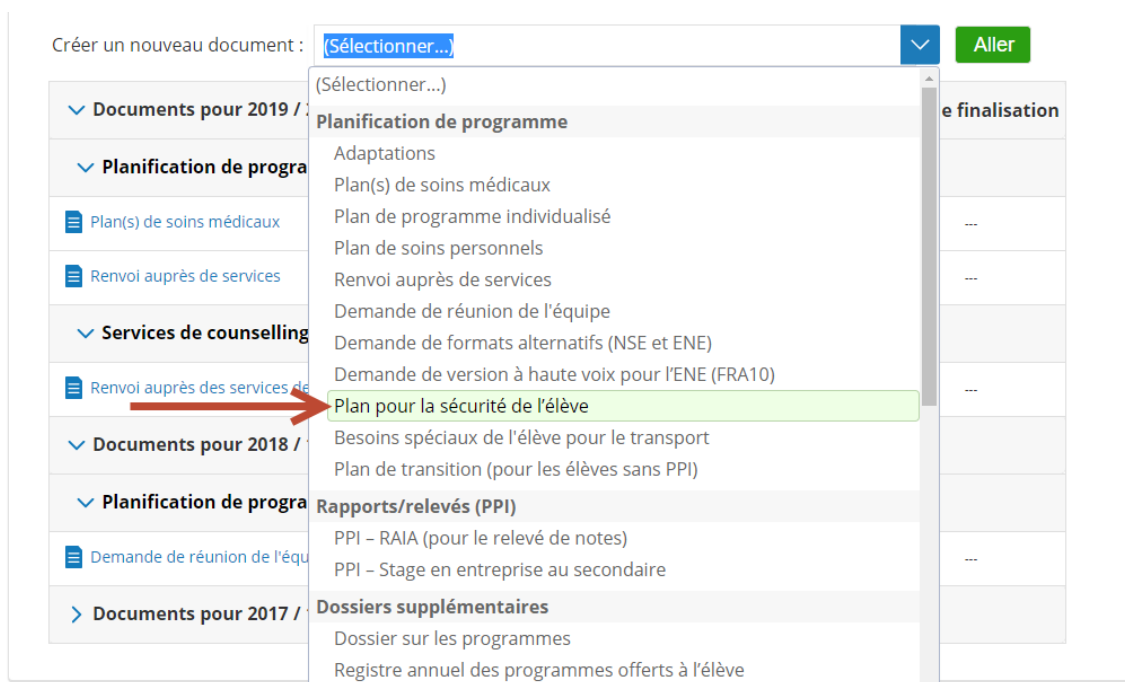 Créer un nouveau document : (Sélectionner...) Aller
(Sélectionner...)
Documents pour 2019 / e finalisation
Planification de programme
Adaptations
Planification de progra
Plan(s) de soins médicaux
Plan(s) de soins médicaux
Plan de programme individualisé
---
Plan de soins personnels
Renvoi auprès de services
Renvoi auprès de services
---
Demande de réunion de l'équipe
Services de counselling
Demande de formats alternatifs (NSE et ENE)
Demande de version à haute voix pour l’ENE (FRA10)
Renvoi auprès des services de
---
Plan pour la sécurité de l’élève
Besoins spéciaux de l'élève pour le transport
Documents pour 2018 /
Plan de transition (pour les élèves sans PPI)
Planification de progra
Rapports/relevés (PPI)
PPI – RAIA (pour le relevé de notes)
Demande de réunion de l'équ
---
PPI – Stage en entreprise au secondaire
Dossiers supplémentaires
Documents pour 2017 /
Dossier sur les programmes
Registre annuel des programmes offerts à l’élève